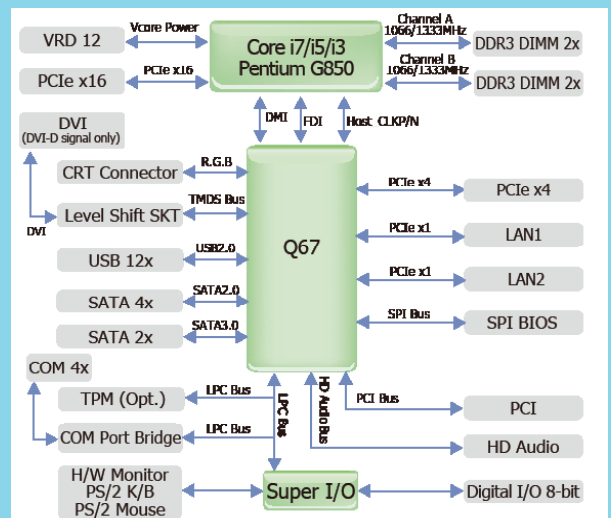 VRD 12
Vcore Power
Core i7/i5/i3
Pentium G850
Channel A
1066/1333MHz
DDR3 DIMM 2x
PCIe x16
PCIe x16
Channel B
1066/1333MHz
DDR3 DIMM 2x
DMI
FDI
Host CLKP/N
DVI
(DVI-D signal only)
CRT Connector
R.G.B
Q67
PCIe x4
PCIe x4
DVI
Level Shift SKT
TMDS Bus
PCIe x1
LAN1
USB 12x
USB2.0
PCIe x1
LAN2
SATA 4x
SATA2.0
SPI Bus
SPI BIOS
SATA 2x
SATA3.0
COM 4x
TPM (Opt.)
LPC Bus
LPC Bus
HD Audio Bus
PCI Bus
PCI
COM Port Bridge
LPC Bus
HD Audio
H/W Monitor
PS/2 K/B
PS/2 Mouse
Super I/O
Digital I/O 8-bit